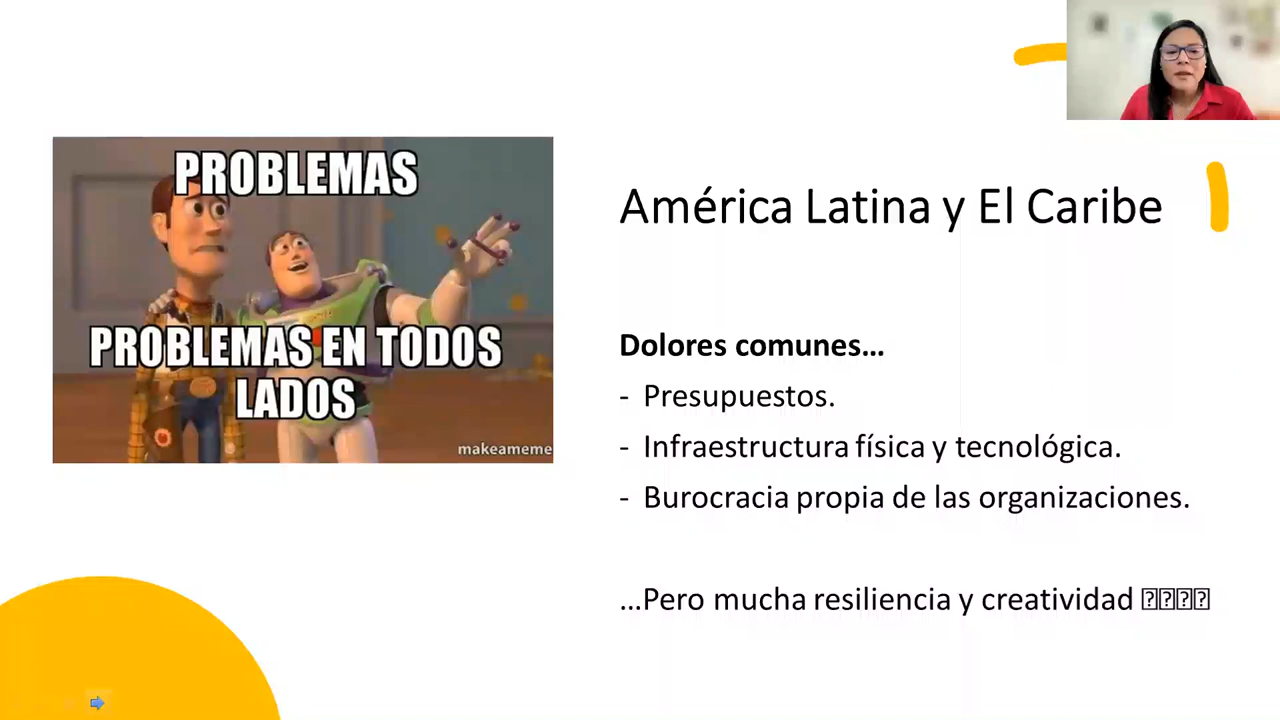 PROBLEMAS
PROBLEMAS EN TODOS
LADOS
makeameme
América Latina y El Caribe
Dolores comunes...
- Presupuestos.
- Infraestructura física y tecnológica.
- Burocracia propia de las organizaciones.
...Pero mucha resiliencia y creatividad